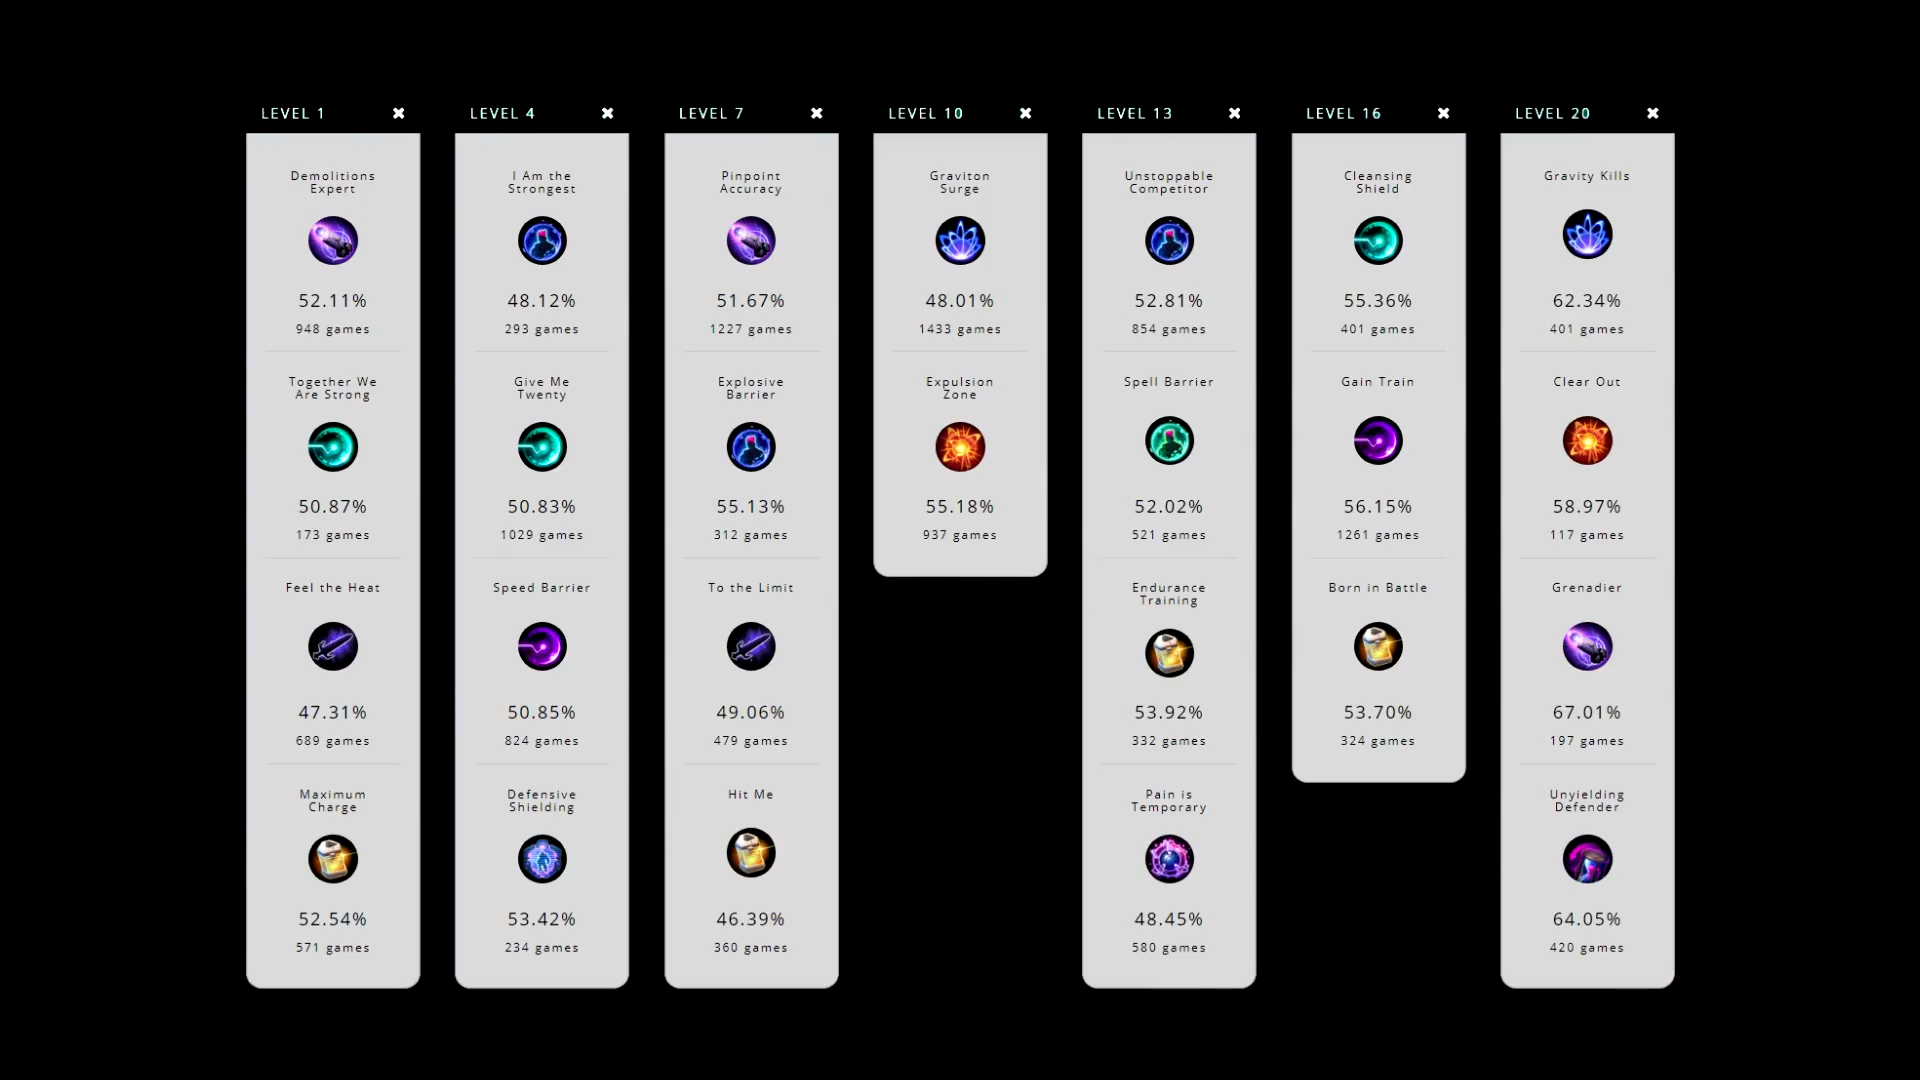 LEVEL 1
Demolitions
Expert
52.11%
948 games
Together We
Are Strong
50.87%
173 games
Feel the Heat
47.31%
689 games
Maximum
Charge
52.54%
571 games
LEVEL 4
I Am the
Strongest
48.12%
293 games
Give Me
Twenty
50.83%
1029 games
Speed Barrier
50.85%
824 games
Defensive
Shielding
53.42%
234 games
LEVEL 7
Pinpoint
Accuracy
51.67%
1227 games
Explosive
Barrier
55.13%
312 games
To the Limit
49.06%
479 games
Hit Me
46.39%
360 games
LEVEL 10
Graviton
Surge
48.01%
1433 games
Expulsion
Zone
55.18%
937 games
LEVEL 13
Unstoppable
Competitor
52.81%
854 games
Spell Barrier
52.02%
521 games
Endurance
Training
53.92%
332 games
Pain is
Temporary
48.45%
580 games
LEVEL 16
Cleansing
Shield
55.36%
401 games
Gain Train
56.15%
1261 games
Born in Battle
53.70%
324 games
LEVEL 20
Gravity Kills
62.34%
401 games
Clear Out
58.97%
117 games
Grenadier
67.01%
197 games
Unyielding
Defender
64.05%
420 games